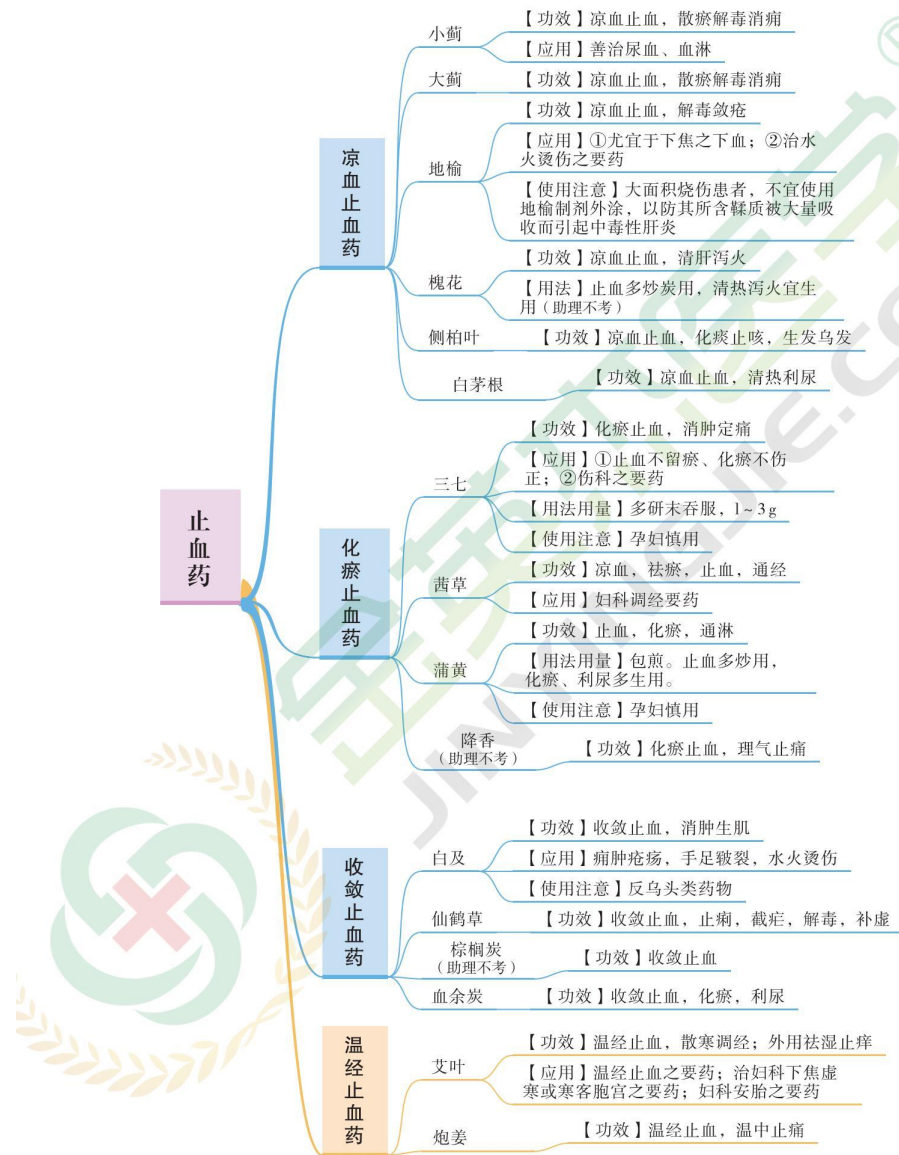 止血药
凉血止血药
小蓟
【功效】凉血止血，散瘀解毒消痈
【应用】善治尿血、血淋
大蓟
【功效】凉血止血，散瘀解毒消痈
地榆
【功效】凉血止血，解毒敛疮
【应用】①尤宜于下焦之下血；②治水
火烫伤之要药
【使用注意】大面积烧伤患者，不宜使用
地榆制剂外涂，以防其所含鞣质被大量吸
收而引起中毒性肝炎
槐花
【功效】凉血止血，清肝泻火
【用法】止血多炒炭用，清热泻火宜生
用（助理不考）
侧柏叶
【功效】凉血止血，化痰止咳，生发乌发
白茅根
【功效】凉血止血，清热利尿
化瘀止血药
三七
【功效】化瘀止血，消肿定痛
【应用】①止血不留瘀、化瘀不伤
正；②伤科之要药
【用法用量】多研末吞服，1~3g
【使用注意】孕妇慎用
茜草
【功效】凉血，祛瘀，止血，通经
【应用】妇科调经要药
蒲黄
【功效】止血，化瘀，通淋
【用法用量】包煎。止血多炒用，
化瘀、利尿多生用。
【使用注意】孕妇慎用
降香
（助理不考）
【功效】化瘀止血，理气止痛
收敛止血药
白及
【功效】收敛止血，消肿生肌
【应用】痈肿疮疡，手足皲裂，水火烫伤
【使用注意】反乌头类药物
仙鹤草
【功效】收敛止血，止痢，截疟，解毒，补虚
棕榈炭
（助理不考）
【功效】收敛止血
血余炭
【功效】收敛止血，化瘀，利尿
温经止血药
艾叶
【功效】温经止血，散寒调经；外用祛湿止痒
【应用】温经止血之要药；治妇科下焦虚
寒或寒客胞宫之要药；妇科安胎之要药
炮姜
【功效】温经止血，温中止痛
金英杰医学
JINYINGJIE.CO